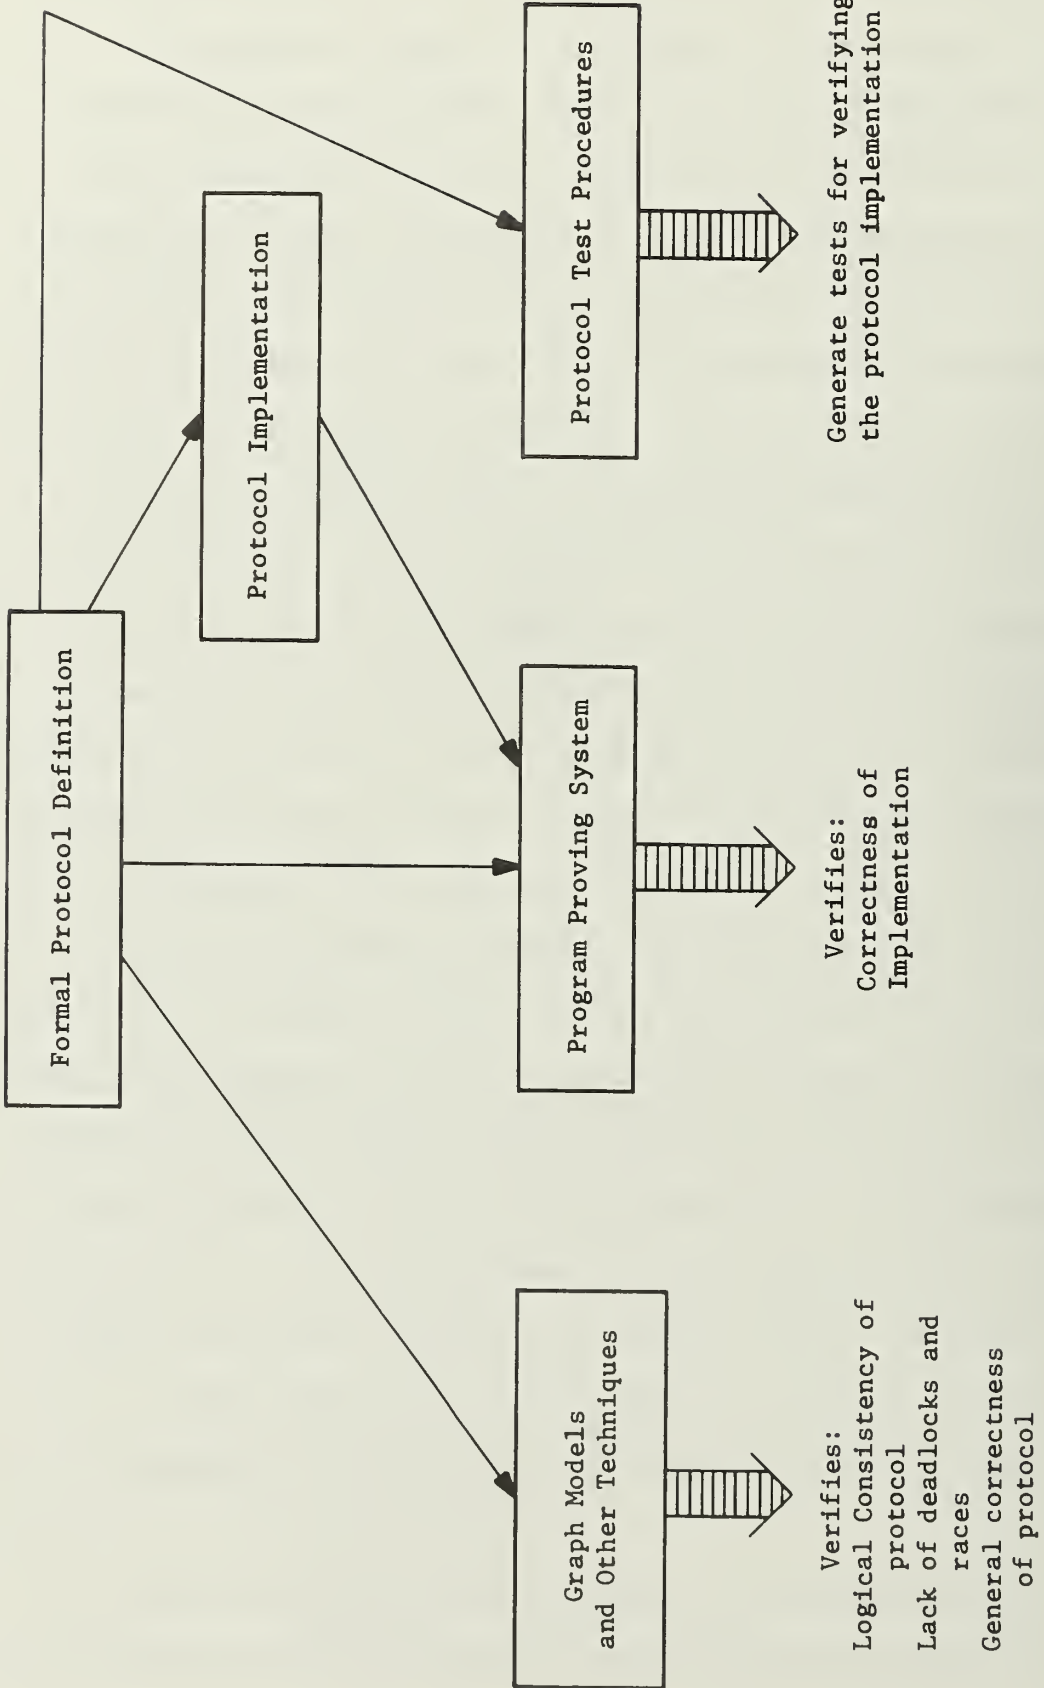 Formal Protocol Definition
Protocol Implementation
Graph Models
and Other Techniques
Program Proving System
Protocol Test Procedures
Verifies:
Logical Consistency of
protocol
Lack of deadlocks and
races
General correctness
of protocol
Verifies:
Correctness of
Implementation
Generate tests for verifying
the protocol implementation